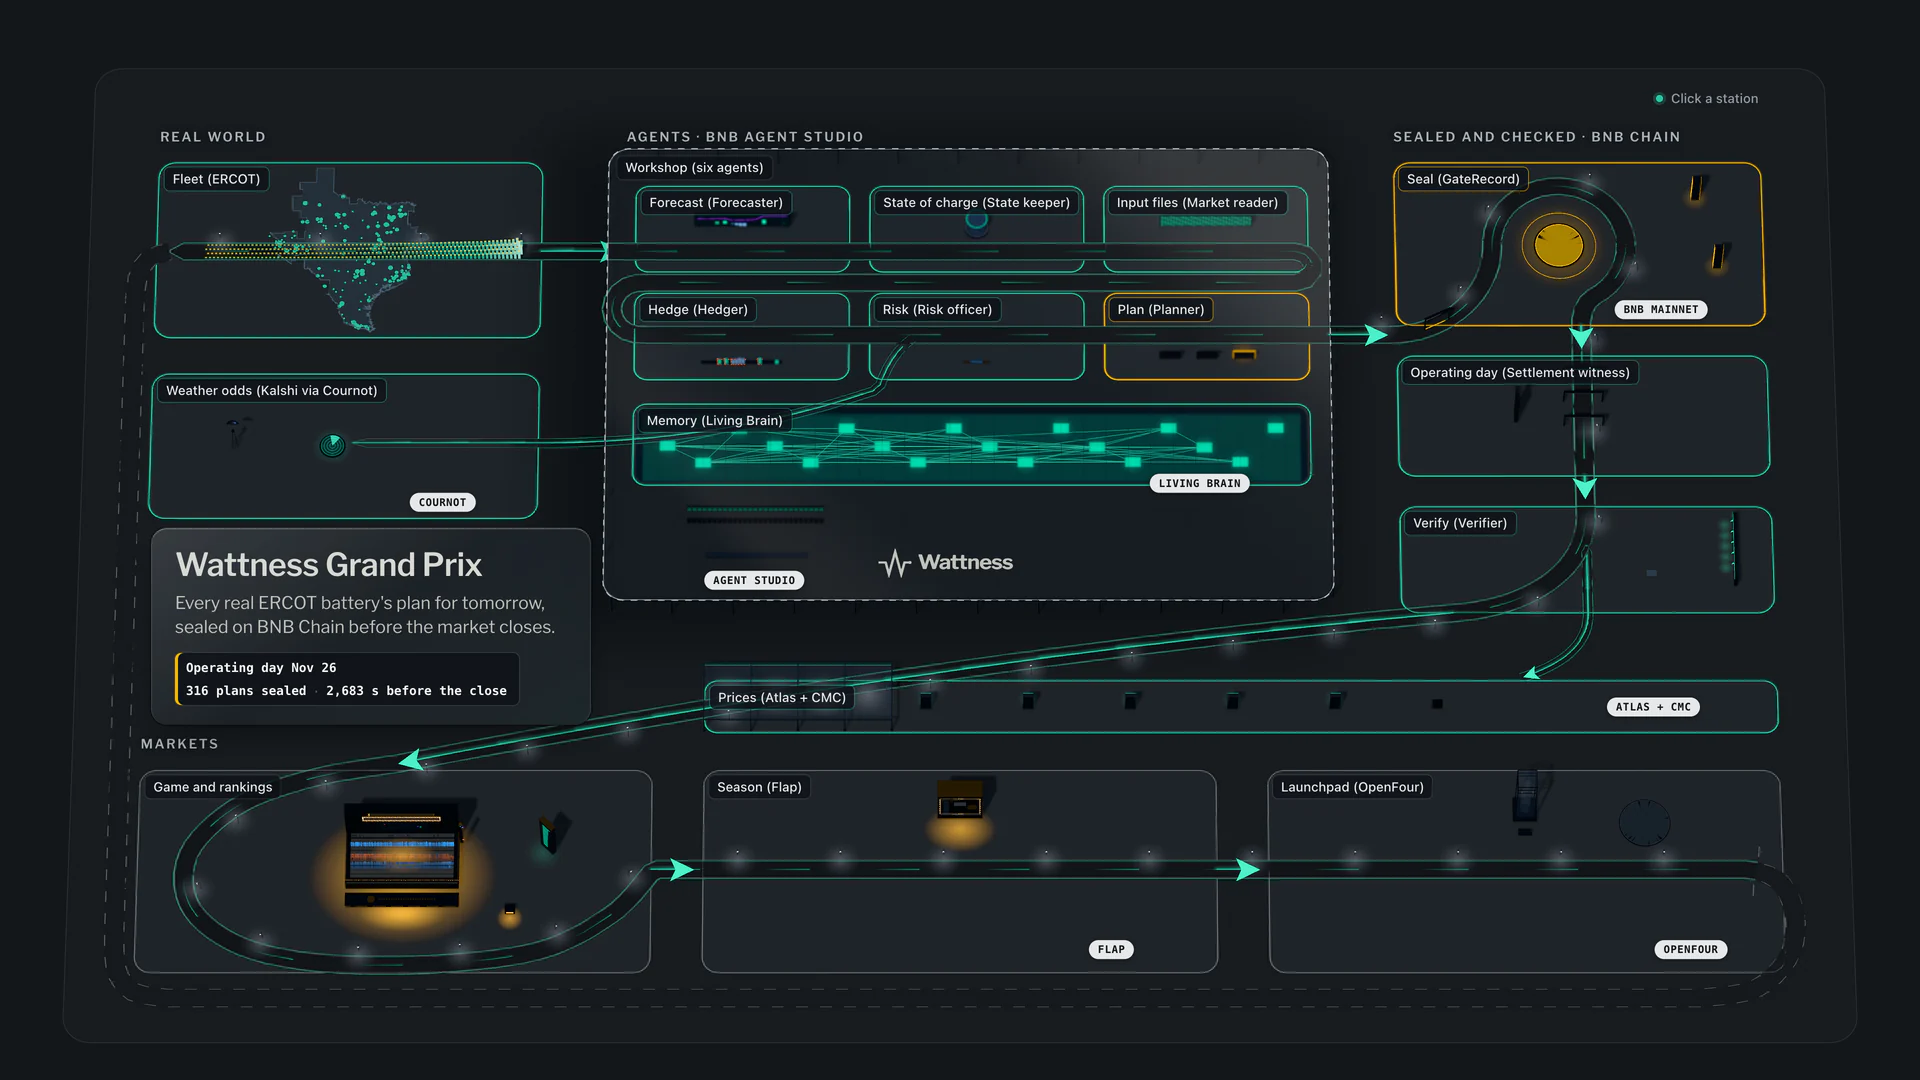 Click a station
REAL WORLD
AGENTS · BNB AGENT STUDIO
SEALED AND CHECKED · BNB CHAIN
Fleet (ERCOT)
Workshop (six agents)
Forecast (Forecaster)
State of charge (State keeper)
Input files (Market reader)
Seal (GateRecord)
BNB MAINNET
Hedge (Hedger)
Risk (Risk officer)
Plan (Planner)
Weather odds (Kalshi via Cournot)
COURNOT
Memory (Living Brain)
LIVING BRAIN
Operating day (Settlement witness)
Verify (Verifier)
AGENT STUDIO
Wattness
Wattness Grand Prix
Every real ERCOT battery's plan for tomorrow,
sealed on BNB Chain before the market closes.
Operating day Nov 26
316 plans sealed · 2,683 s before the close
Prices (Atlas + CMC)
ATLAS + CMC
MARKETS
Game and rankings
Season (Flap)
FLAP
Launchpad (OpenFour)
OPENFOUR